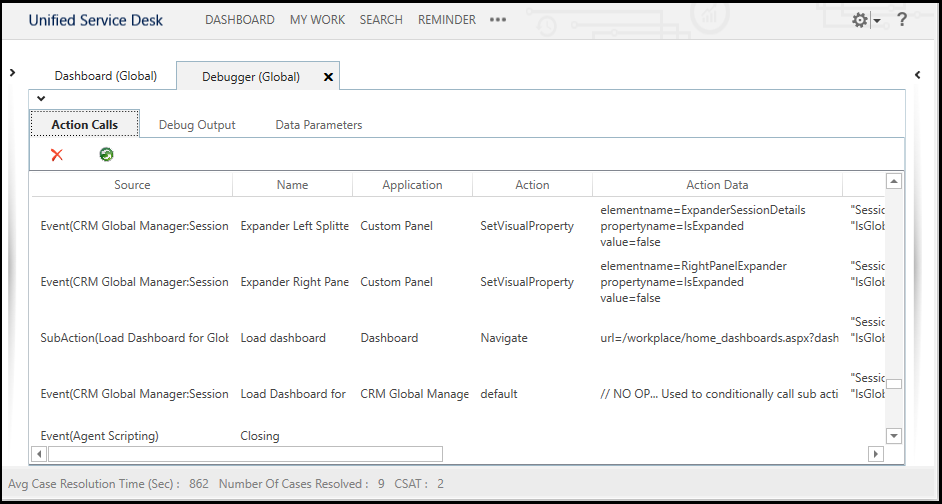 Unified Service Desk DASHBOARD MY WORK SEARCH REMINDER ••• ?
Dashboard (Global) Debugger (Global) x
Action Calls Debug Output Data Parameters
Source Name Application Action Action Data
elementname=ExpanderSessionDetails "Sessio
Event(CRM Global Manager:Session Expander Left Splitte Custom Panel SetVisualProperty propertyname=IsExpanded "IsGlob
value=false
elementname=RightPanelExpander "Sessio
Event(CRM Global Manager:Session Expander Right Pane Custom Panel SetVisualProperty propertyname=IsExpanded "IsGlob
value=false
"Sessio
SubAction(Load Dashboard for Glob Load dashboard Dashboard Navigate url=/workplace/home_dashboards.aspx?dash "IsGlob
"Sessio
Event(CRM Global Manager:Session Load Dashboard for CRM Global Manage default // NO OP... Used to conditionally call sub acti "IsGlob
Event(Agent Scripting) Closing
Avg Case Resolution Time (Sec) : 862 Number Of Cases Resolved : 9 CSAT : 2